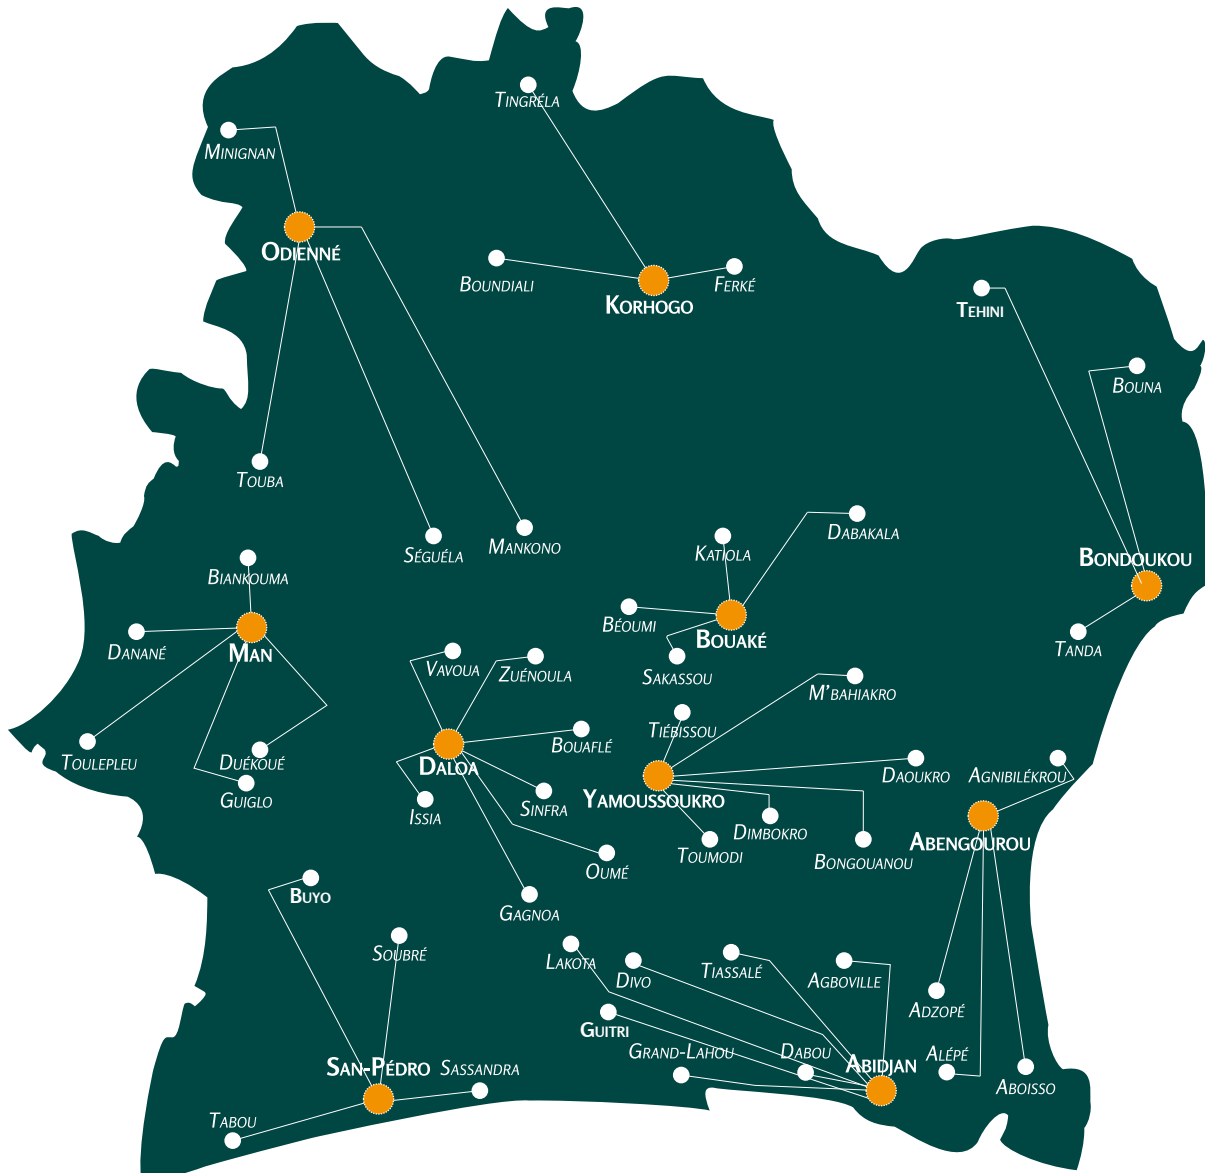 Tingréla
Minignan
Odienné
Boundiali
Ferké
Korhogo
Tehini
Bouna
Touba
Séguéla
Mankono
Dabakala
Katiola
Bondoukou
Biankouma
Béoumi
Bouaké
Danané
Man
Tanda
Vavoua
Zuénoula
Sakassou
M'bahiakro
Tiébissou
Bouaflé
Toulepleu
Duékoué
Daloa
Daoukro
Agnibilékrou
Guiglo
Yamoussoukro
Sinfra
Issia
Dimbokro
Abengourou
Toumodi
Bongouanou
Oumé
Buyo
Gagnoa
Soubré
Lakota
Divo
Tiassalé
Agboville
Adzopé
Guitri
Grand-Lahou
Dabou
Alépé
San-Pédro
Sassandra
Abidjan
Aboisso
Tabou